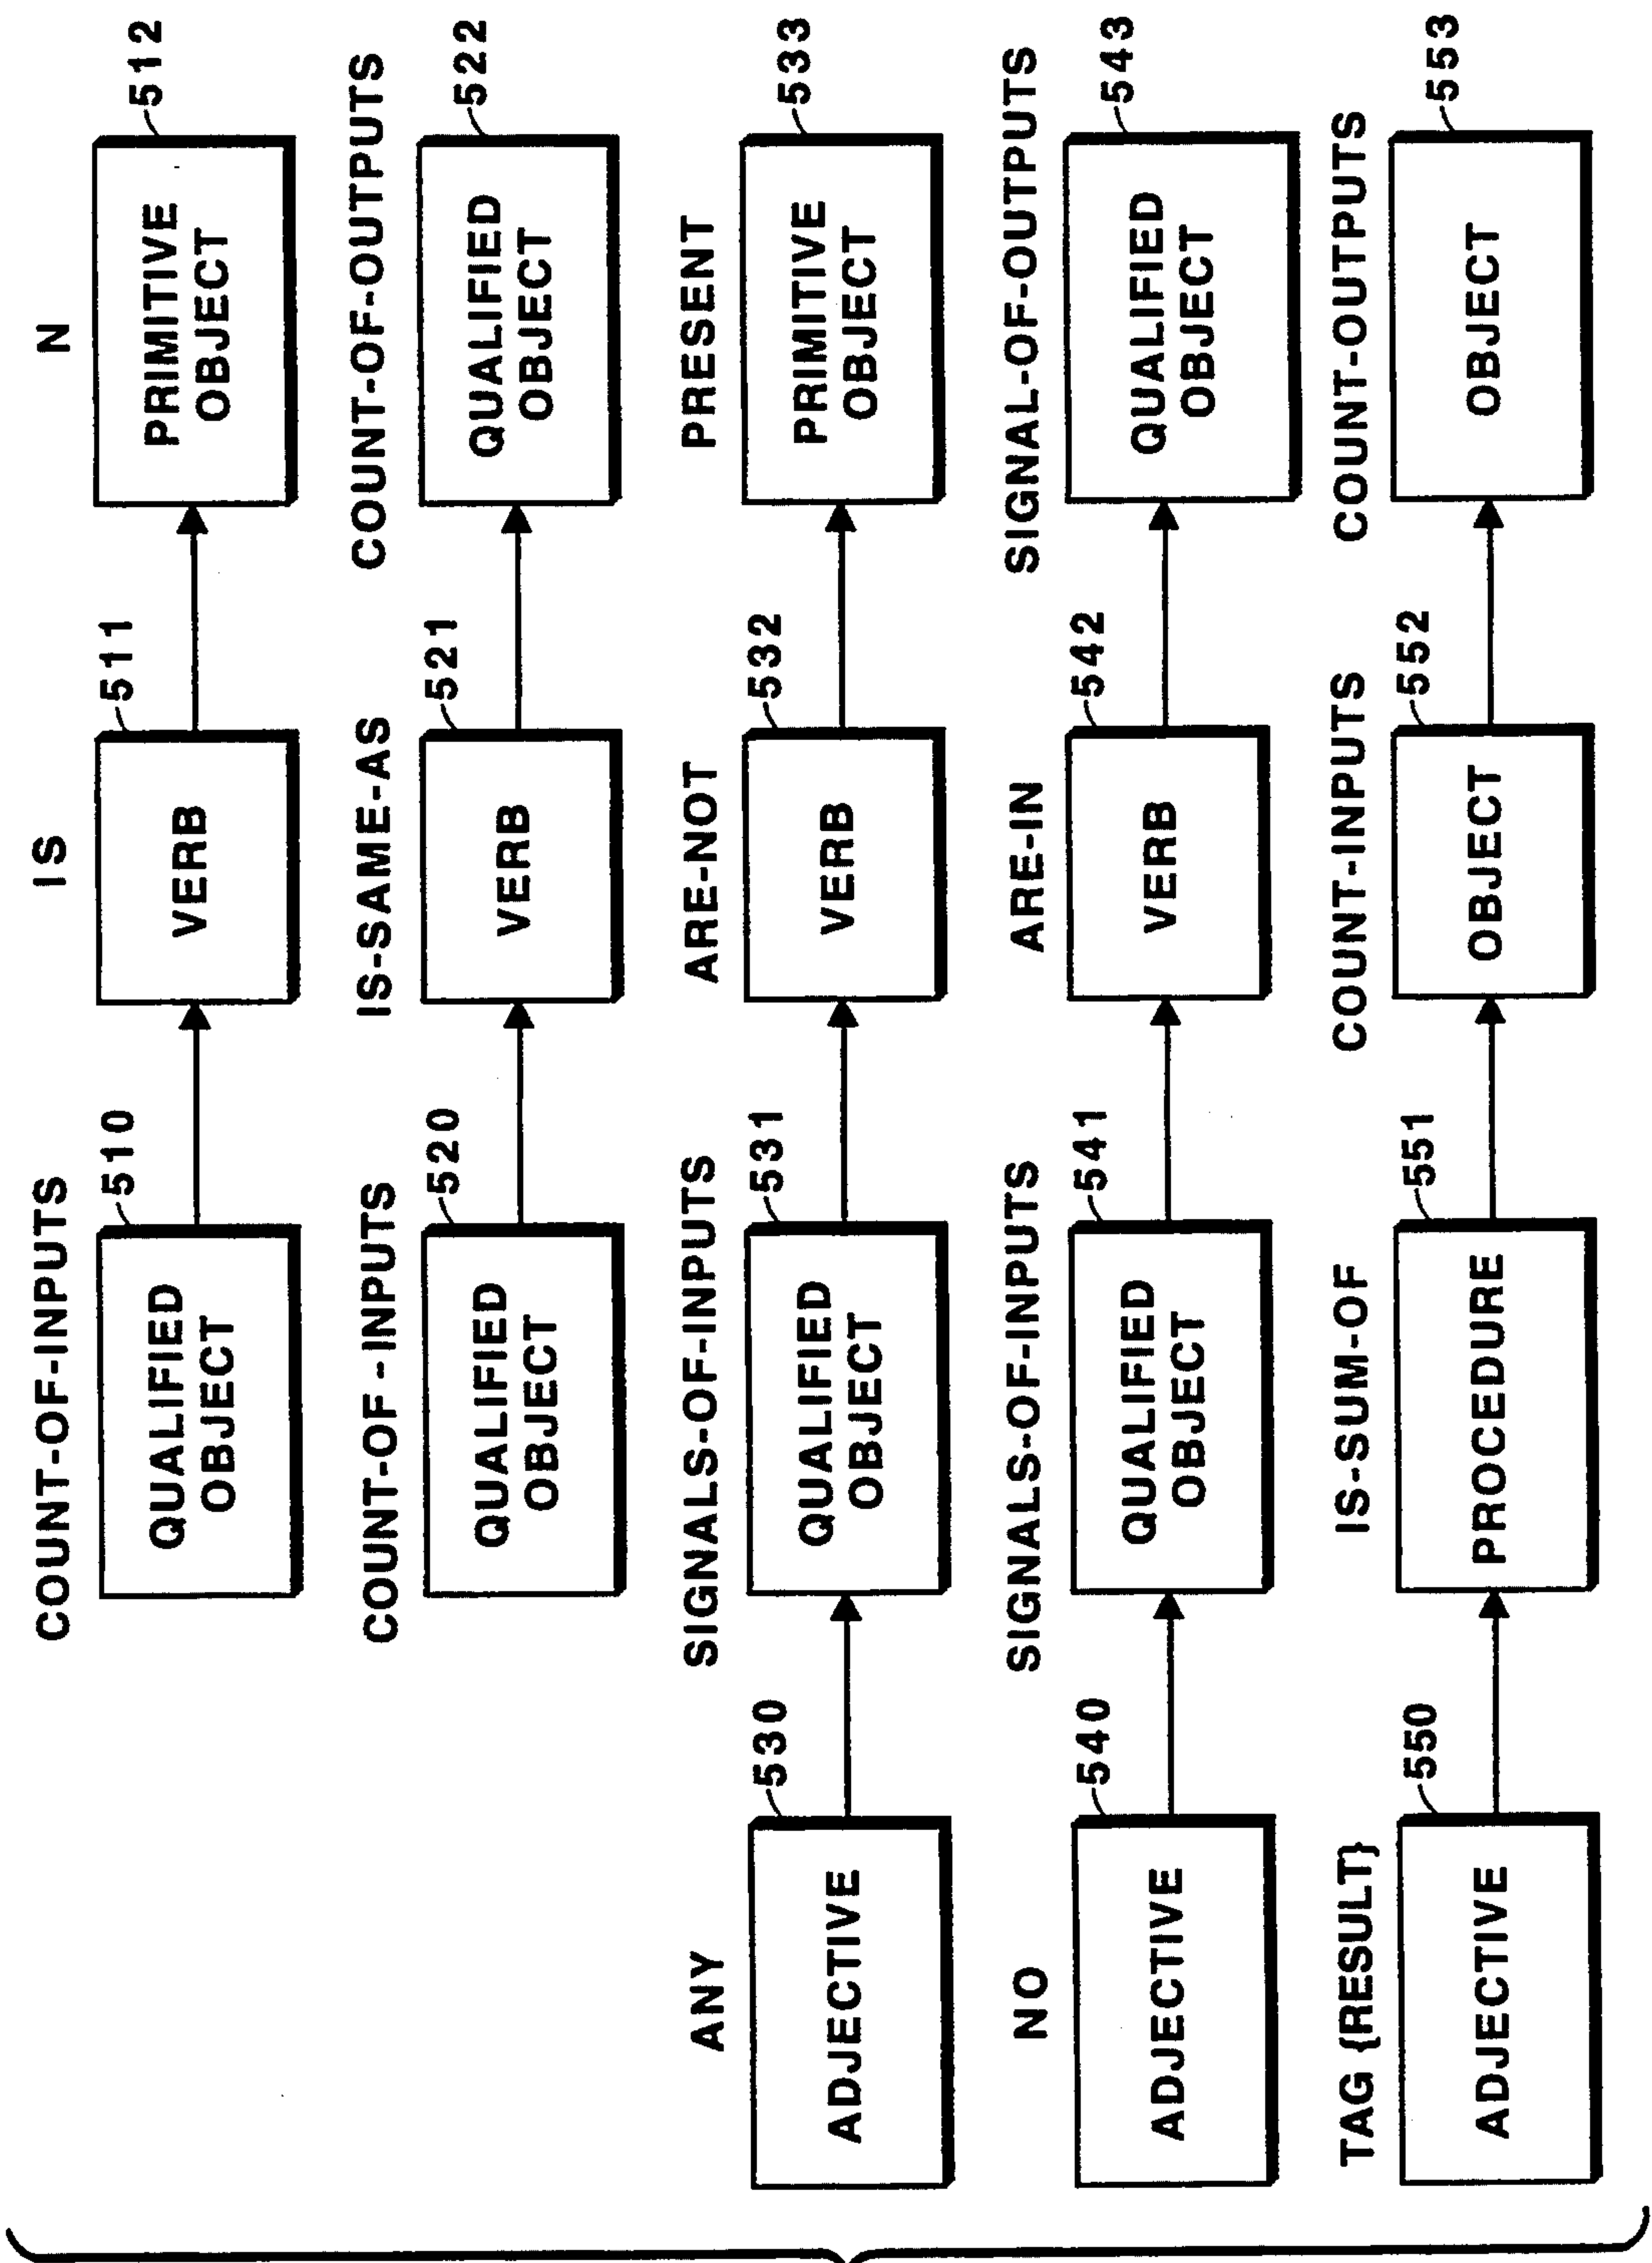 COUNT-OF-INPUTS
510
QUALIFIED
OBJECT
IS
511
VERB
N
512
PRIMITIVE
OBJECT
COUNT-OF-INPUTS
520
QUALIFIED
OBJECT
IS-SAME-AS
521
VERB
COUNT-OF-OUTPUTS
522
QUALIFIED
OBJECT
ANY
530
ADJECTIVE
SIGNALS-OF-INPUTS
531
QUALIFIED
OBJECT
ARE-NOT
532
VERB
PRESENT
533
PRIMITIVE
OBJECT
NO
540
ADJECTIVE
SIGNALS-OF-INPUTS
541
QUALIFIED
OBJECT
ARE-IN
542
VERB
SIGNAL-OF-OUTPUTS
543
QUALIFIED
OBJECT
TAG {RESULT}
550
ADJECTIVE
IS-SUM-OF
551
PROCEDURE
COUNT-INPUTS
552
OBJECT
COUNT-OUTPUTS
553
OBJECT